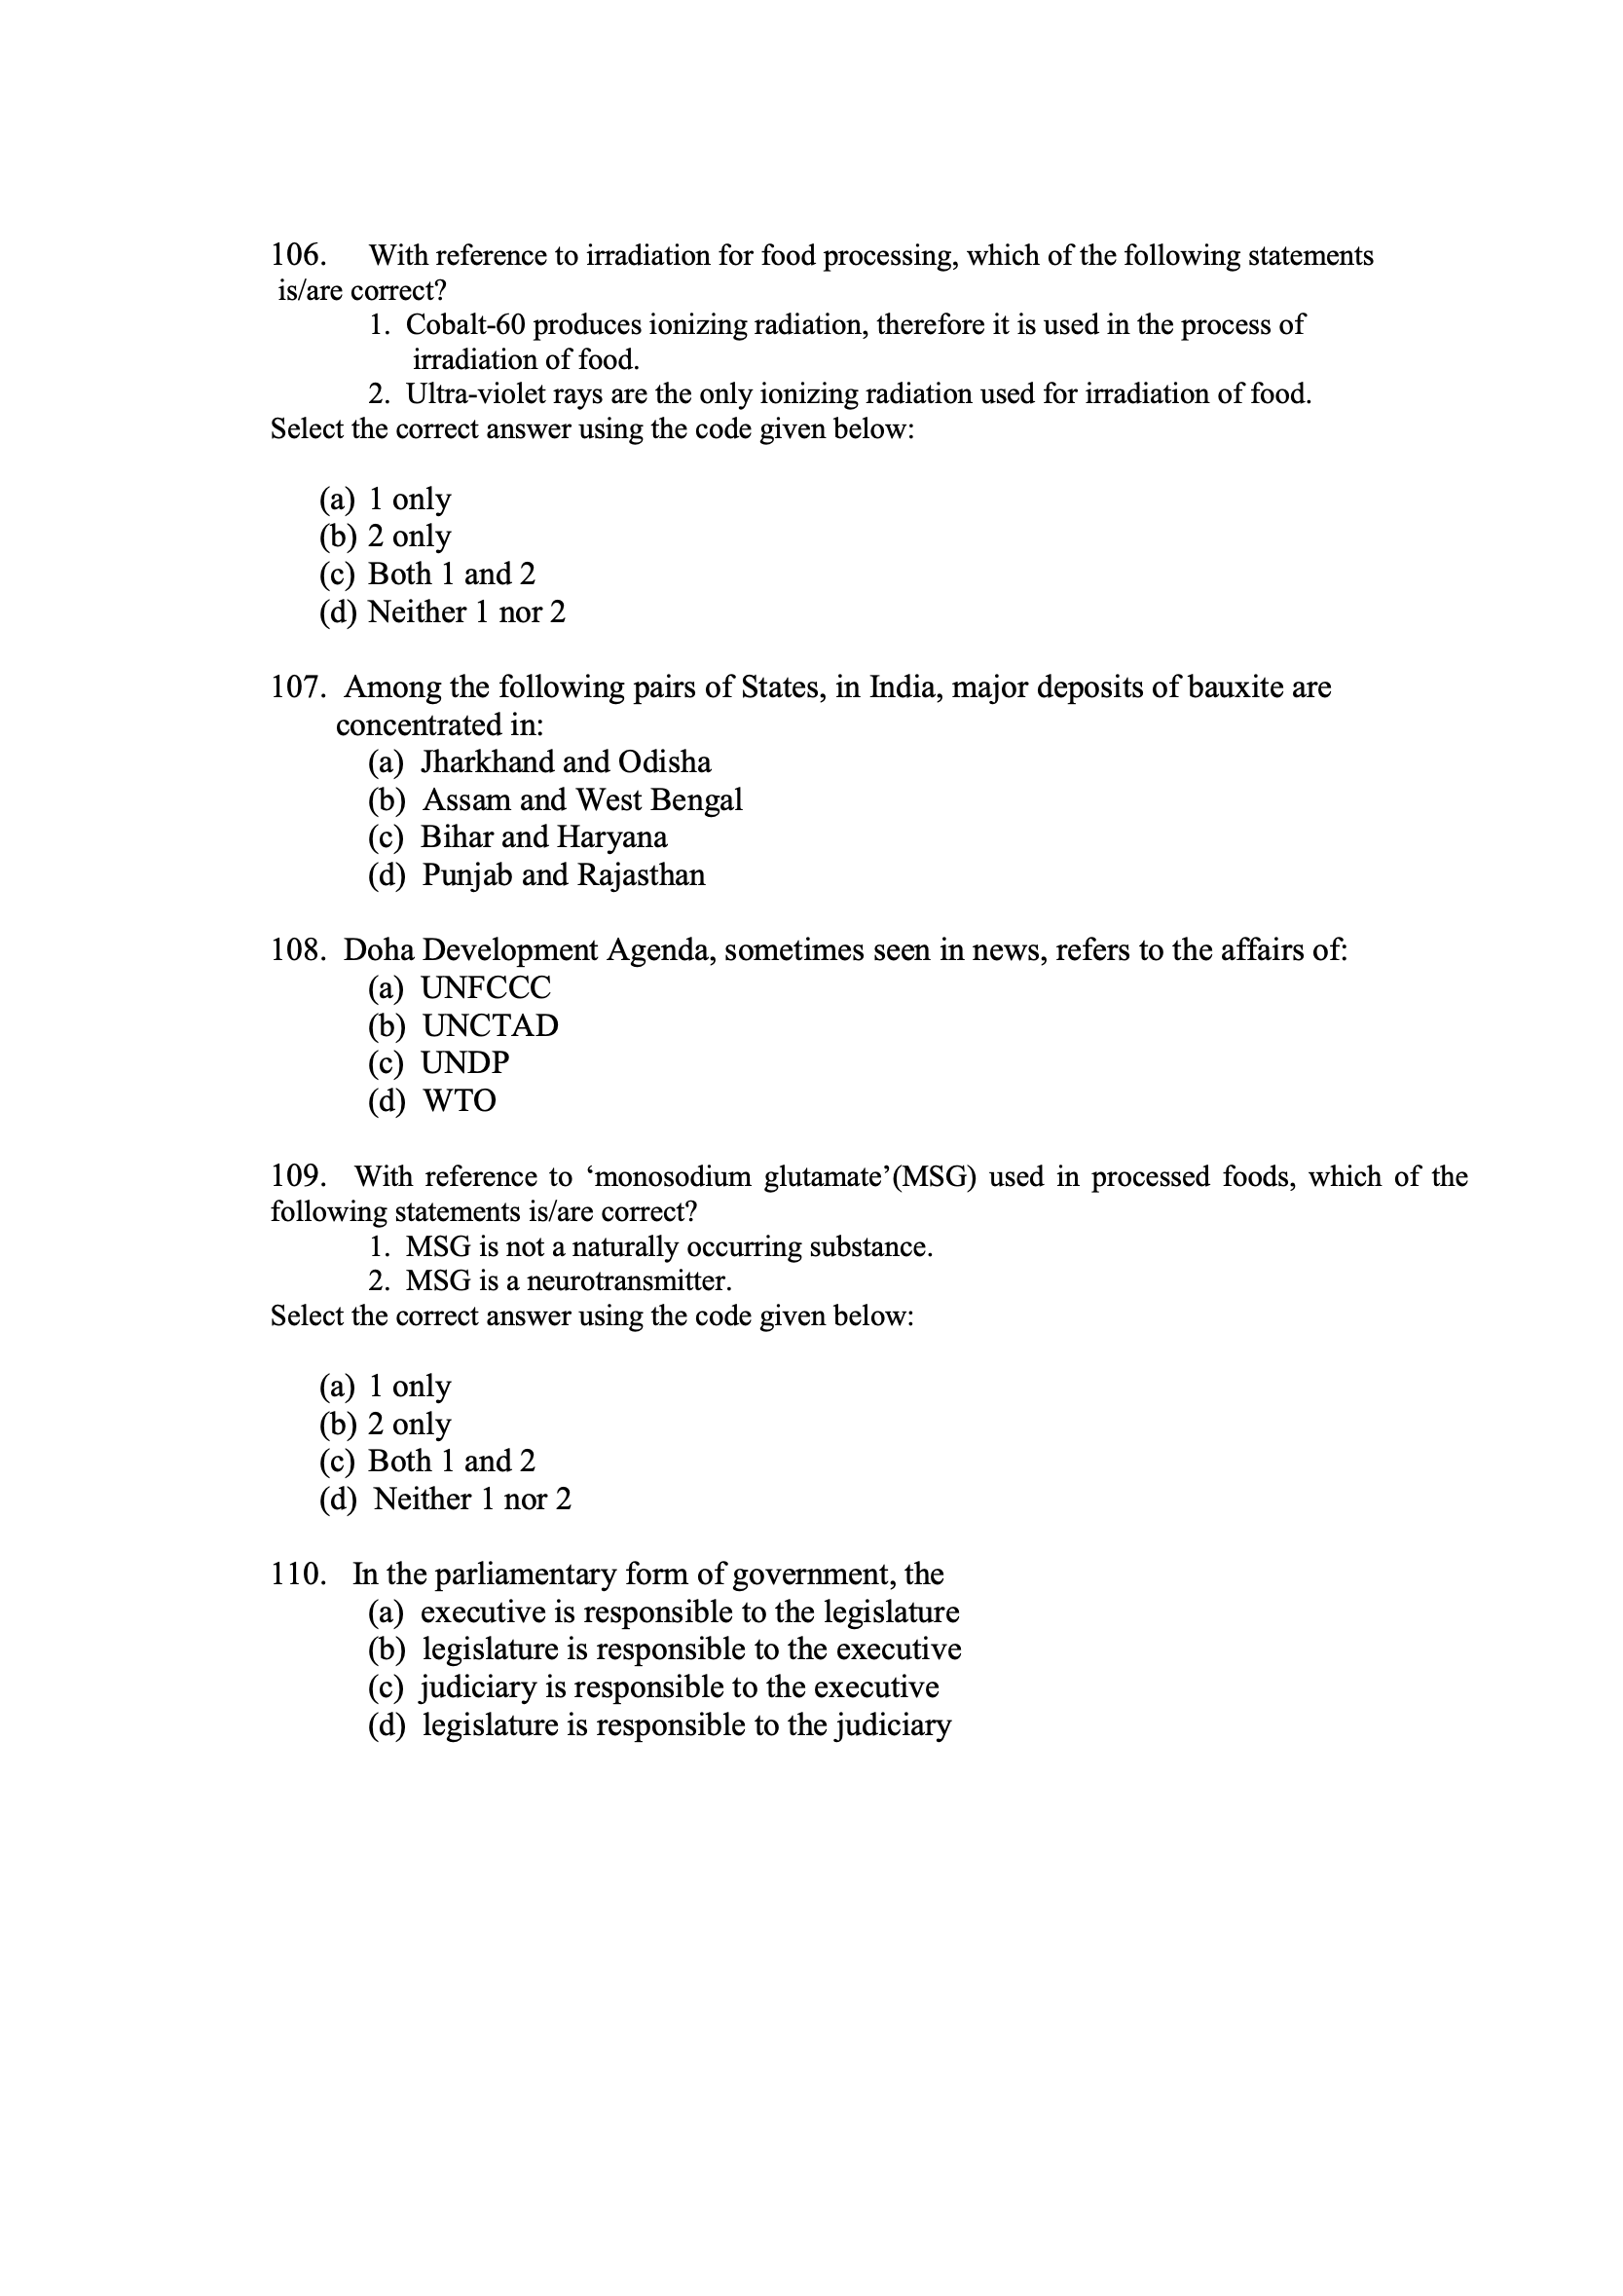 106. With reference to irradiation for food processing, which of the following statements
is/are correct?
1. Cobalt-60 produces ionizing radiation, therefore it is used in the process of
irradiation of food.
2. Ultra-violet rays are the only ionizing radiation used for irradiation of food.
Select the correct answer using the code given below:
(a) 1 only
(b) 2 only
(c) Both 1 and 2
(d) Neither 1 nor 2
107. Among the following pairs of States, in India, major deposits of bauxite are
concentrated in:
(a) Jharkhand and Odisha
(b) Assam and West Bengal
(c) Bihar and Haryana
(d) Punjab and Rajasthan
108. Doha Development Agenda, sometimes seen in news, refers to the affairs of:
(a) UNFCCC
(b) UNCTAD
(c) UNDP
(d) WTO
109. With reference to ‘monosodium glutamate’(MSG) used in processed foods, which of the
following statements is/are correct?
1. MSG is not a naturally occurring substance.
2. MSG is a neurotransmitter.
Select the correct answer using the code given below:
(a) 1 only
(b) 2 only
(c) Both 1 and 2
(d) Neither 1 nor 2
110. In the parliamentary form of government, the
(a) executive is responsible to the legislature
(b) legislature is responsible to the executive
(c) judiciary is responsible to the executive
(d) legislature is responsible to the judiciary